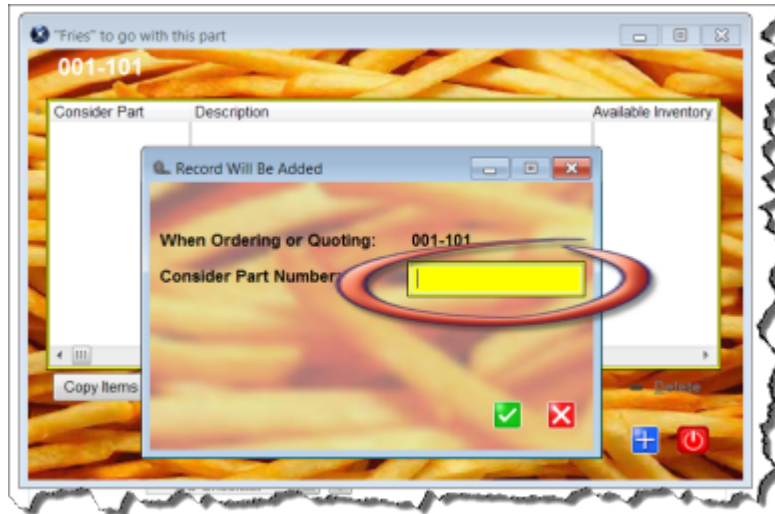 "Fries" to go with this part
001-101
Consider Part Description Available Inventory
Record Will Be Added
When Ordering or Quoting: 001-101
Consider Part Number:
Copy Items Delete